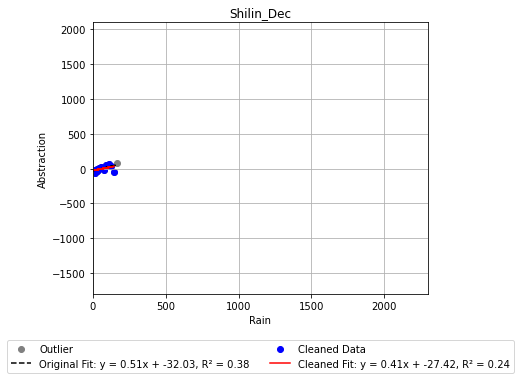 Shilin_Dec
2000
1500
1000
500
0
−500
−1000
−1500
Abstraction
0 500 1000 1500 2000
Rain
Outlier Cleaned Data
Original Fit: y = 0.51x + -32.03, R² = 0.38 Cleaned Fit: y = 0.41x + -27.42, R² = 0.24